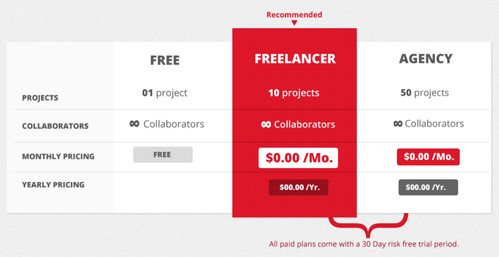 Recommended
FREE FREELANCER AGENCY
PROJECTS 01 project 10 projects 50 projects
COLLABORATORS ∞ Collaborators ∞ Collaborators ∞ Collaborators
MONTHLY PRICING FREE $0.00 /Mo. $0.00 /Mo.
YEARLY PRICING $00.00 /Yr. $00.00 /Yr.
All paid plans come with a 30 Day risk free trial period.